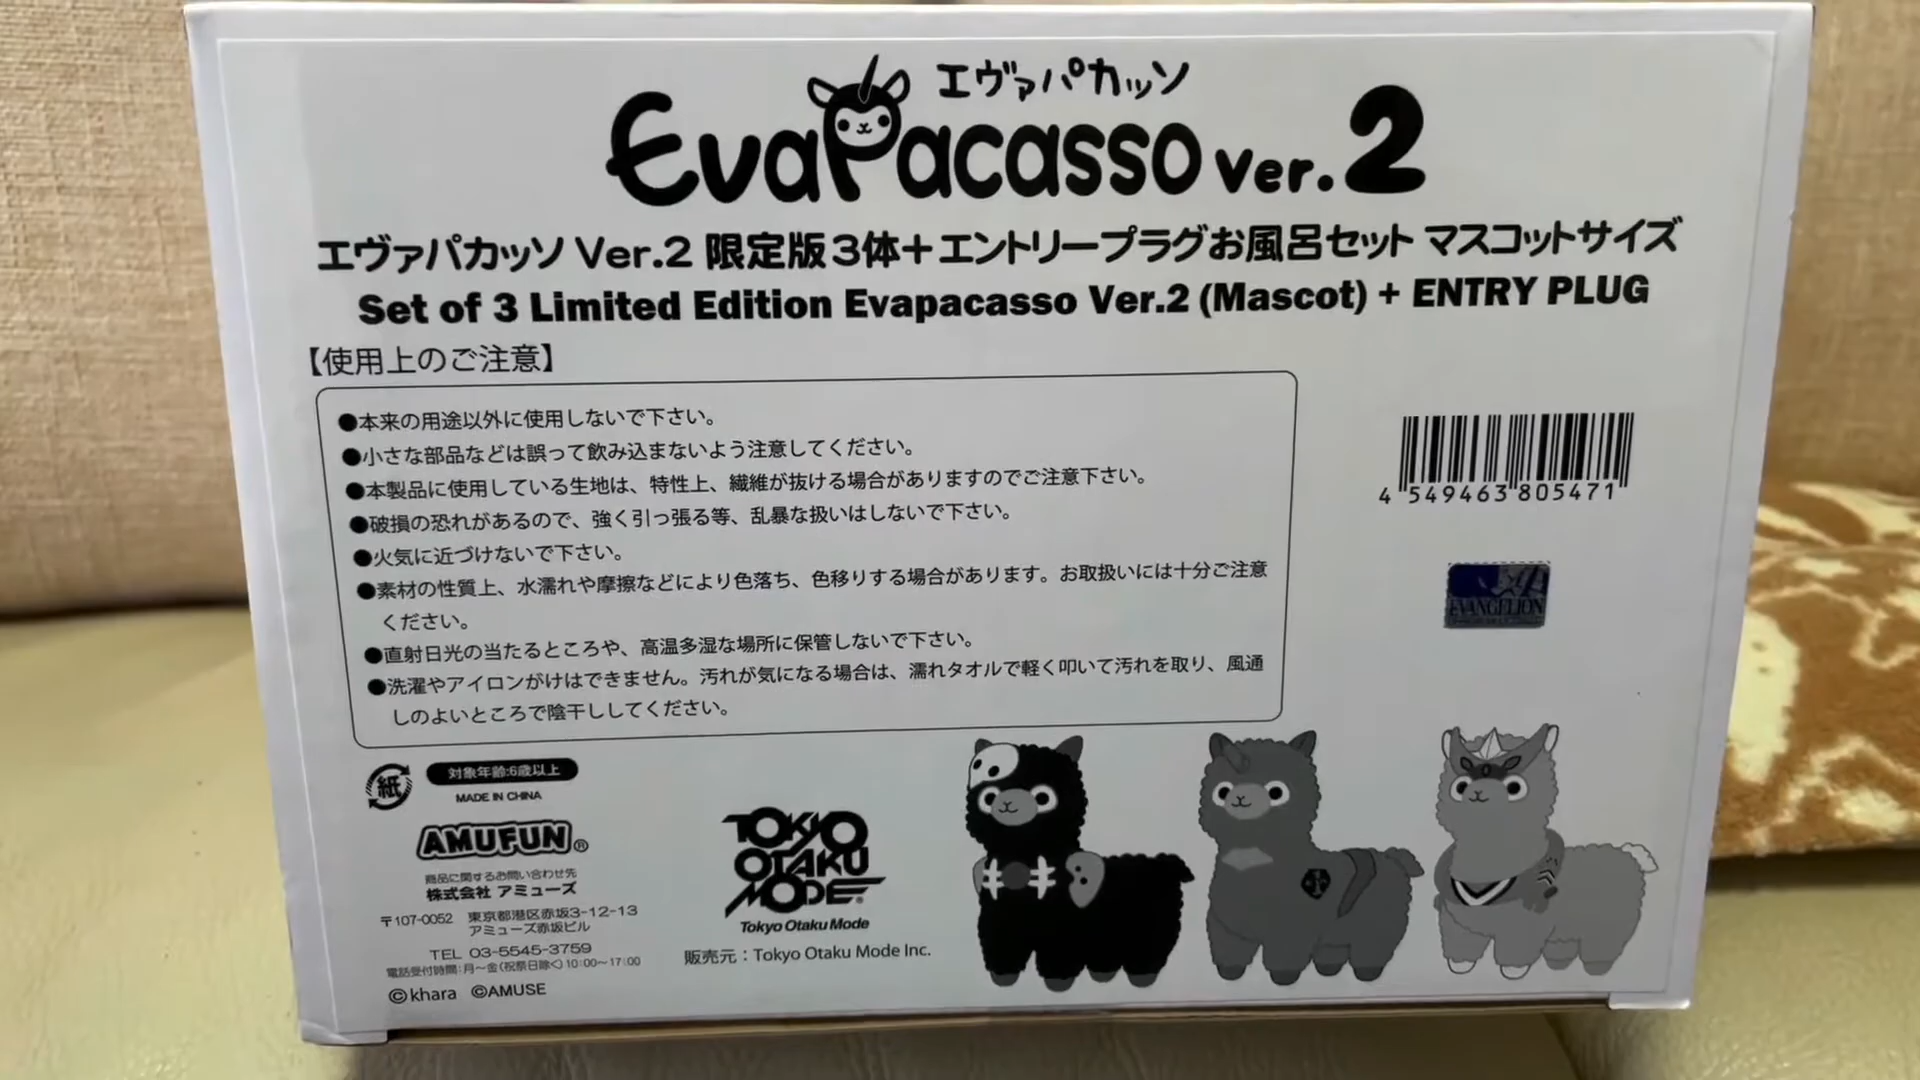 エヴァパカッソ
EvaPacasso ver.2
エヴァパカッソ Ver.2 限定版3体+エントリープラグお風呂セット マスコットサイズ
Set of 3 Limited Edition Evapacasso Ver.2 (Mascot) + ENTRY PLUG
【使用上のご注意】
●本来の用途以外に使用しないで下さい。
●小さな部品などは誤って飲み込まないよう注意してください。
●本製品に使用している生地は、特性上、繊維が抜ける場合がありますのでご注意下さい。
●破損の恐れがあるので、強く引っ張る等、乱暴な扱いはしないで下さい。
●火気に近づけないで下さい。
●素材の性質上、水濡れや摩擦などにより色落ち、色移りする場合があります。お取扱いには十分ご注意
ください。
●直射日光の当たるところや、高温多湿な場所に保管しないで下さい。
●洗濯やアイロンがけはできません。汚れが気になる場合は、濡れタオルで軽く叩いて汚れを取り、風通
しのよいところで陰干ししてください。
4 549463 805471
EVANGELION
紙
対象年齢:6歳以上
MADE IN CHINA
AMUFUN®
商品に関するお問い合わせ先
株式会社 アミューズ
〒107-0052 東京都港区赤坂3-12-13
アミューズ赤坂ビル
TEL 03-5545-3759
電話受付時間:月~金(祝祭日除く)10:00~17:00
©khara ©AMUSE
TOKYO
OTAKU
MODE®
Tokyo Otaku Mode
販売元:Tokyo Otaku Mode Inc.